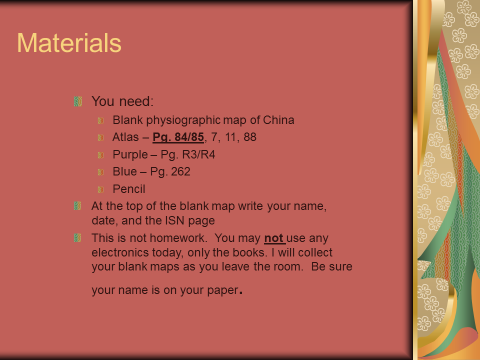 Materials
You need:
Blank physiographic map of China
Atlas – Pg. 84/85, 7, 11, 88
Purple – Pg. R3/R4
Blue – Pg. 262
Pencil
At the top of the blank map write your name,
date, and the ISN page
This is not homework.  You may not use any
electronics today, only the books. I will collect
your blank maps as you leave the room.  Be sure
your name is on your paper.